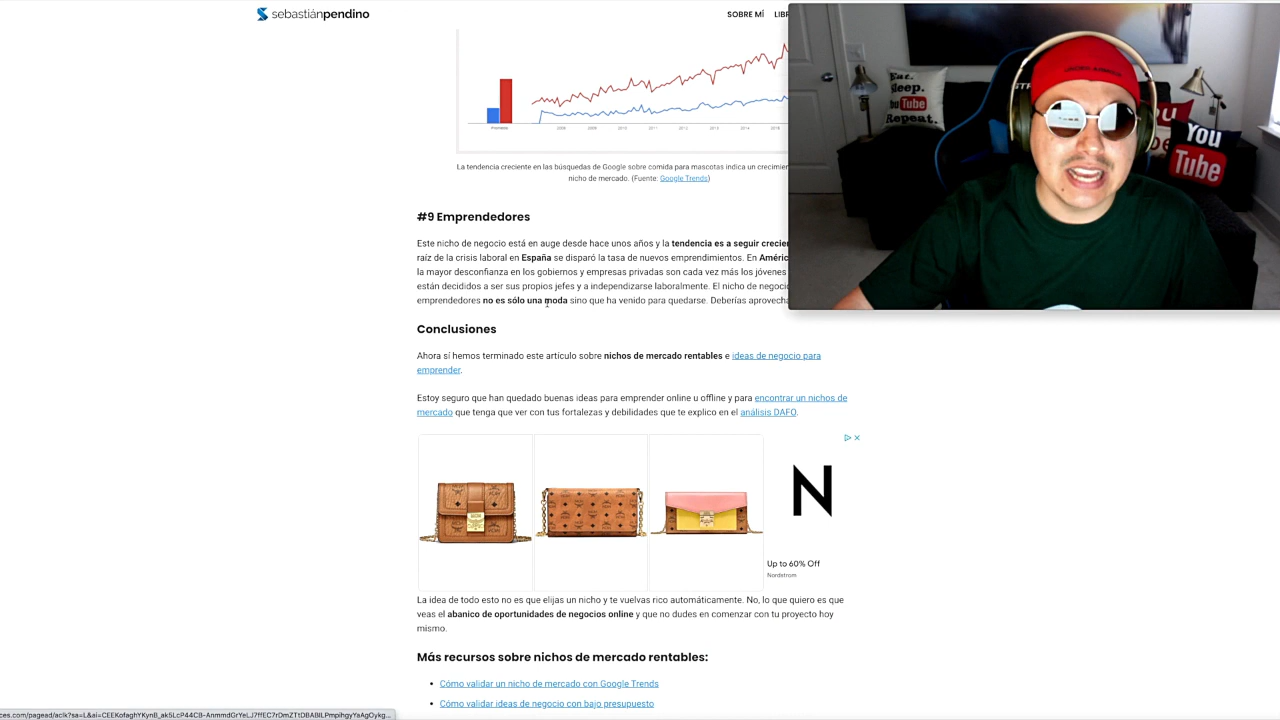 sebastiánpendino
SOBRE MÍ
Promedio
2008
2009
2010
2011
2012
2013
2014
2015
La tendencia creciente en las búsquedas de Google sobre comida para mascotas indica un
nicho de mercado. (Fuente: Google Trends)
#9 Emprendedores
Este nicho de negocio está en auge desde hace unos años y la tendencia es a seguir
raíz de la crisis laboral en España se disparó la tasa de nuevos emprendimientos. En
la mayor desconfianza en los gobiernos y empresas privadas son cada vez más los jóvenes
están decididos a ser sus propios jefes y a independizarse laboralmente. El nicho de
emprendedores no es sólo una moda sino que ha venido para quedarse. Deberías
Conclusiones
Ahora sí hemos terminado este artículo sobre nichos de mercado rentables e ideas de negocio para
emprender.
Estoy seguro que han quedado buenas ideas para emprender online u offline y para encontrar un nichos de
mercado que tenga que ver con tus fortalezas y debilidades que te explico en el análisis DAFO.
N
Up to 60% Off
Nordstrom
La idea de todo esto no es que elijas un nicho y te vuelvas rico automáticamente. No, lo que quiero es que
veas el abanico de oportunidades de negocios online y que no dudes en comenzar con tu proyecto hoy
mismo.
Más recursos sobre nichos de mercado rentables:
• Cómo validar un nicho de mercado con Google Trends
• Cómo validar ideas de negocio con bajo presupuesto
Eat.
Sleep.
YouTube
Repeat.
You
Tube